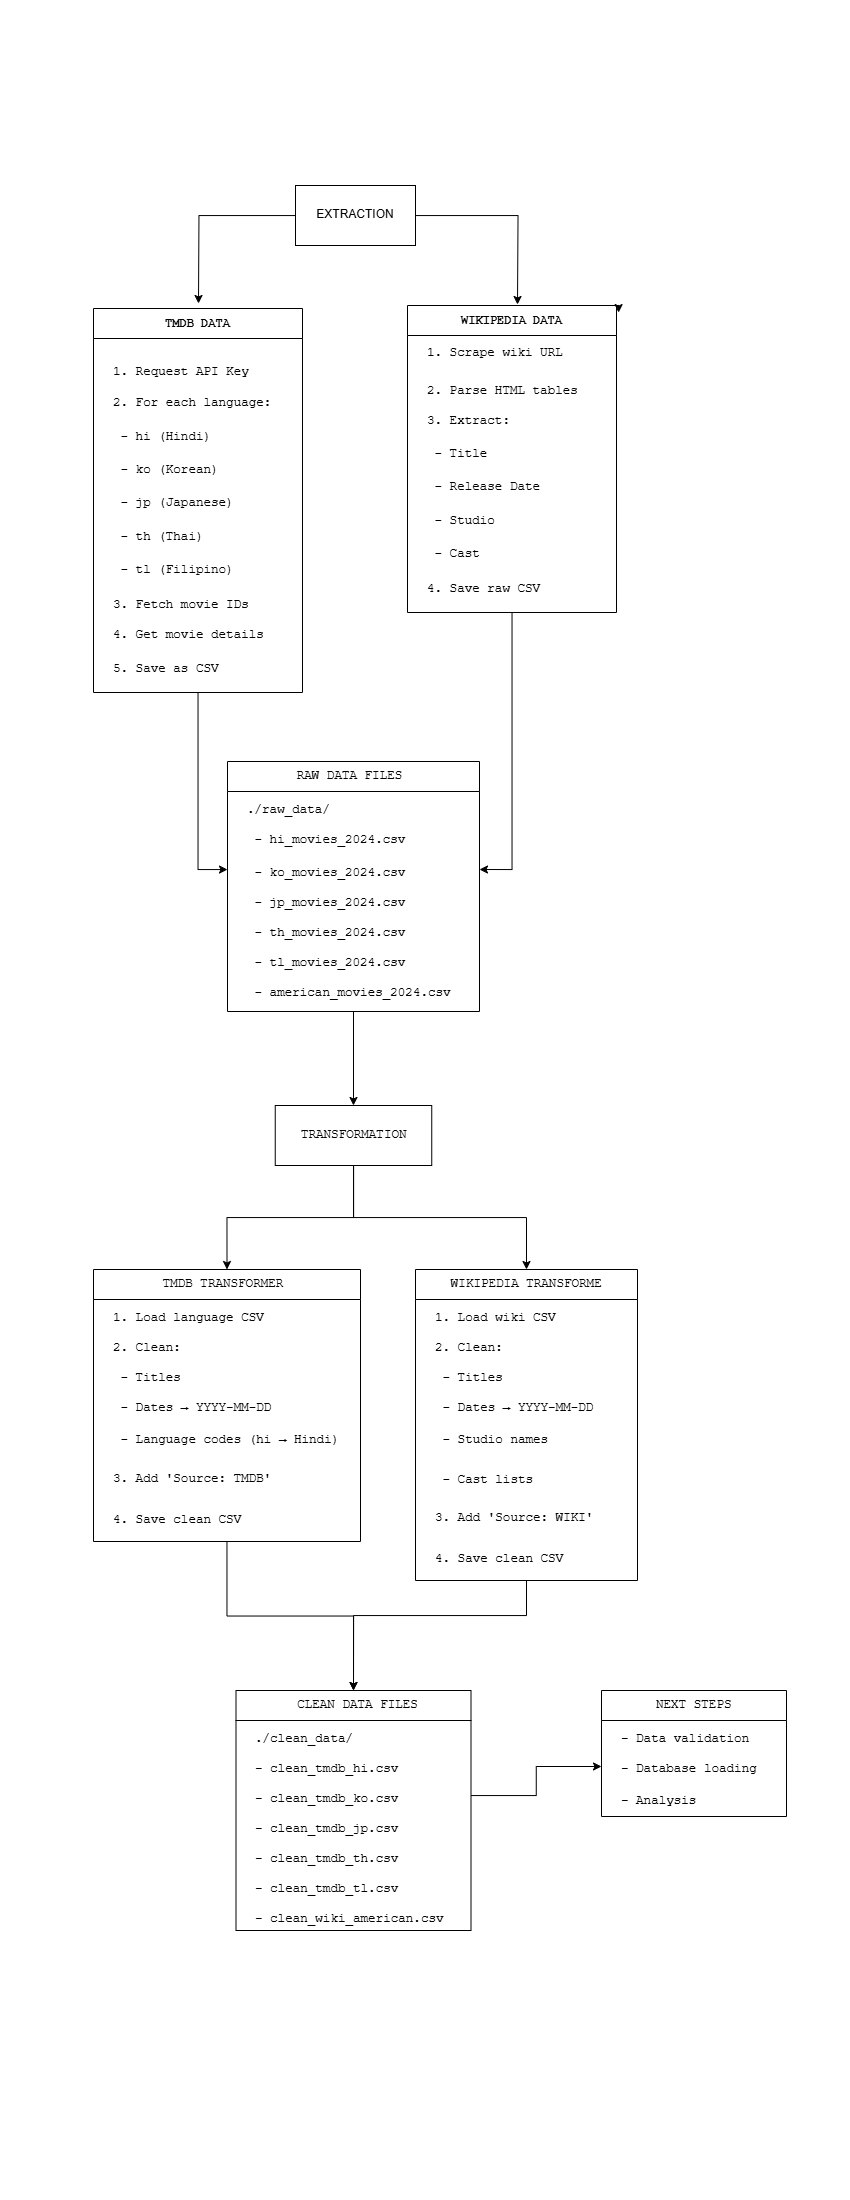 EXTRACTION
TMDB DATA
1. Request API Key
2. For each language:
- hi (Hindi)
- ko (Korean)
- jp (Japanese)
- th (Thai)
- tl (Filipino)
3. Fetch movie IDs
4. Get movie details
5. Save as CSV
WIKIPEDIA DATA
1. Scrape wiki URL
2. Parse HTML tables
3. Extract:
- Title
- Release Date
- Studio
- Cast
4. Save raw CSV
RAW DATA FILES
./raw_data/
- hi_movies_2024.csv
- ko_movies_2024.csv
- jp_movies_2024.csv
- th_movies_2024.csv
- tl_movies_2024.csv
- american_movies_2024.csv
TRANSFORMATION
TMDB TRANSFORMER
1. Load language CSV
2. Clean:
- Titles
- Dates → YYYY-MM-DD
- Language codes (hi → Hindi)
3. Add 'Source: TMDB'
4. Save clean CSV
WIKIPEDIA TRANSFORME
1. Load wiki CSV
2. Clean:
- Titles
- Dates → YYYY-MM-DD
- Studio names
- Cast lists
3. Add 'Source: WIKI'
4. Save clean CSV
CLEAN DATA FILES
./clean_data/
- clean_tmdb_hi.csv
- clean_tmdb_ko.csv
- clean_tmdb_jp.csv
- clean_tmdb_th.csv
- clean_tmdb_tl.csv
- clean_wiki_american.csv
NEXT STEPS
- Data validation
- Database loading
- Analysis